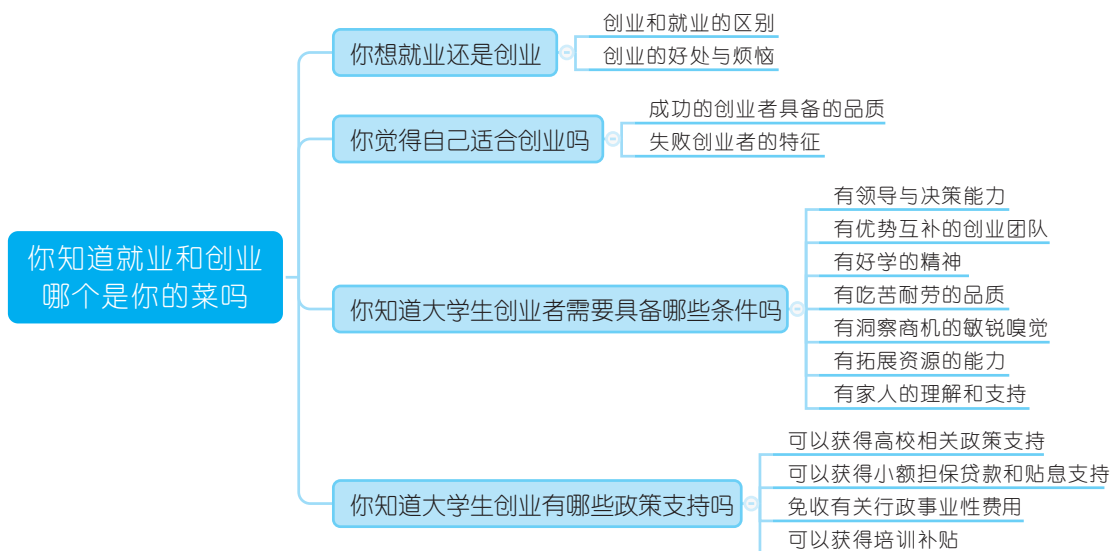 你知道就业和创业
哪个是你的菜吗
你想就业还是创业
创业和就业的区别
创业的好处与烦恼
你觉得自己适合创业吗
成功的创业者具备的品质
失败创业者的特征
你知道大学生创业者需要具备哪些条件吗
有领导与决策能力
有优势互补的创业团队
有好学的精神
有吃苦耐劳的品质
有洞察商机的敏锐嗅觉
有拓展资源的能力
有家人的理解和支持
你知道大学生创业有哪些政策支持吗
可以获得高校相关政策支持
可以获得小额担保贷款和贴息支持
免收有关行政事业性费用
可以获得培训补贴